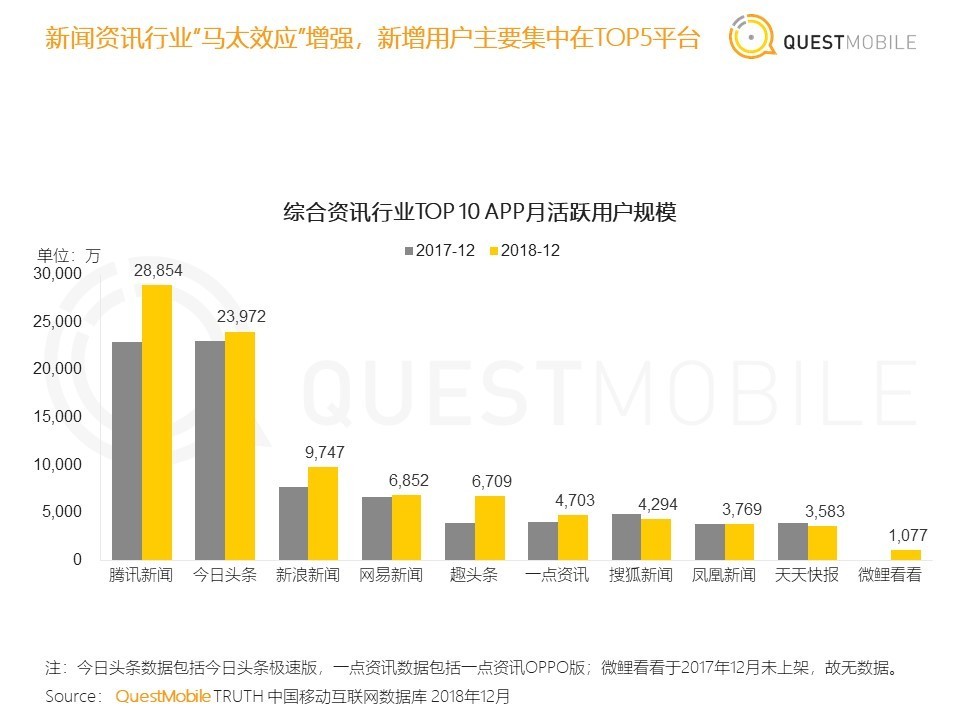 新闻资讯行业“马太效应”增强，新增用户主要集中在TOP5平台
QUESTMOBILE
综合资讯行业TOP 10 APP月活跃用户规模
单位：万
2017-12 2018-12
30,000
25,000
20,000
15,000
10,000
5,000
0
28,854
23,972
9,747
6,852
6,709
4,703
4,294
3,769
3,583
1,077
QUESTMOBILE
腾讯新闻 今日头条 新浪新闻 网易新闻 趣头条 一点资讯 搜狐新闻 凤凰新闻 天天快报 微鲤看看
注：今日头条数据包括今日头条极速版，一点资讯数据包括一点资讯OPPO版；微鲤看看于2017年12月未上架，故无数据。
Source： QuestMobile TRUTH 中国移动互联网数据库 2018年12月